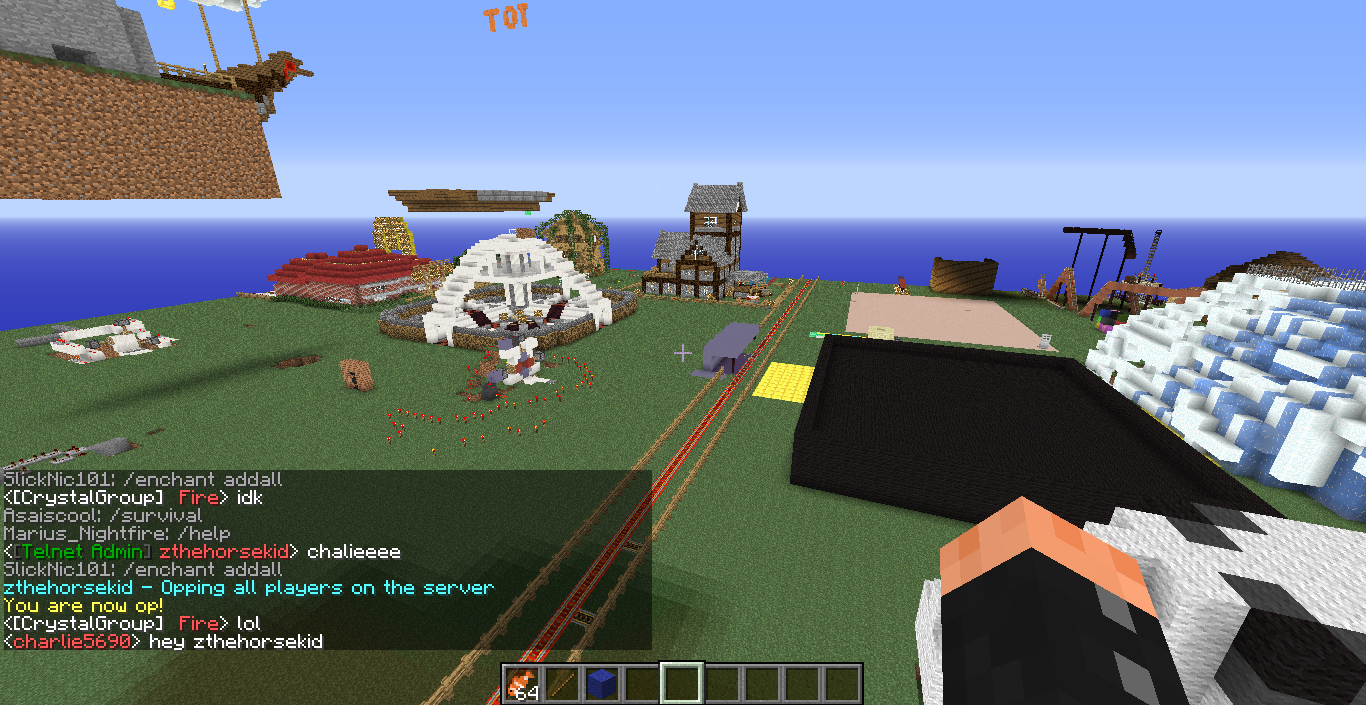 TOT
SlickNic101: /enchant addall
<[CrystalGroup] Fire> idk
Asaiscool: /survival
Marius_Nightfire: /help
<[Telnet Admin] zthehorsekid> chalieeee
SlickNic101: /enchant addall
zthehorsekid - Opping all players on the server
You are now op!
<[CrystalGroup] Fire> lol
<charlie5690> hey zthehorsekid
64